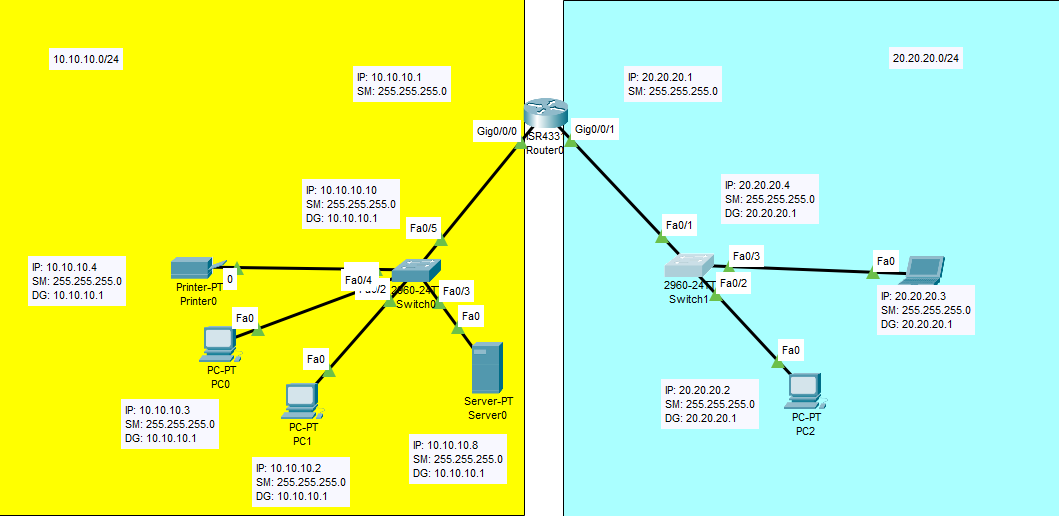 10.10.10.0/24
20.20.20.0/24
IP: 10.10.10.1
SM: 255.255.255.0
IP: 20.20.20.1
SM: 255.255.255.0
Gig0/0/0
Gig0/0/1
Router0
IP: 10.10.10.10
SM: 255.255.255.0
DG: 10.10.10.1
IP: 20.20.20.4
SM: 255.255.255.0
DG: 20.20.20.1
Fa0/5
Fa0/1
IP: 10.10.10.4
SM: 255.255.255.0
DG: 10.10.10.1
Printer-PT
Printer0
0
Fa0/4
Fa0/3
Switch0
Fa0/3
Fa0/2
Switch1
Fa0
IP: 20.20.20.3
SM: 255.255.255.0
DG: 20.20.20.1
Fa0
PC-PT
PC0
Fa0
PC-PT
PC1
Fa0
Server-PT
Server0
Fa0
PC-PT
PC2
IP: 10.10.10.3
SM: 255.255.255.0
DG: 10.10.10.1
IP: 10.10.10.2
SM: 255.255.255.0
DG: 10.10.10.1
IP: 10.10.10.8
SM: 255.255.255.0
DG: 10.10.10.1
IP: 20.20.20.2
SM: 255.255.255.0
DG: 20.20.20.1